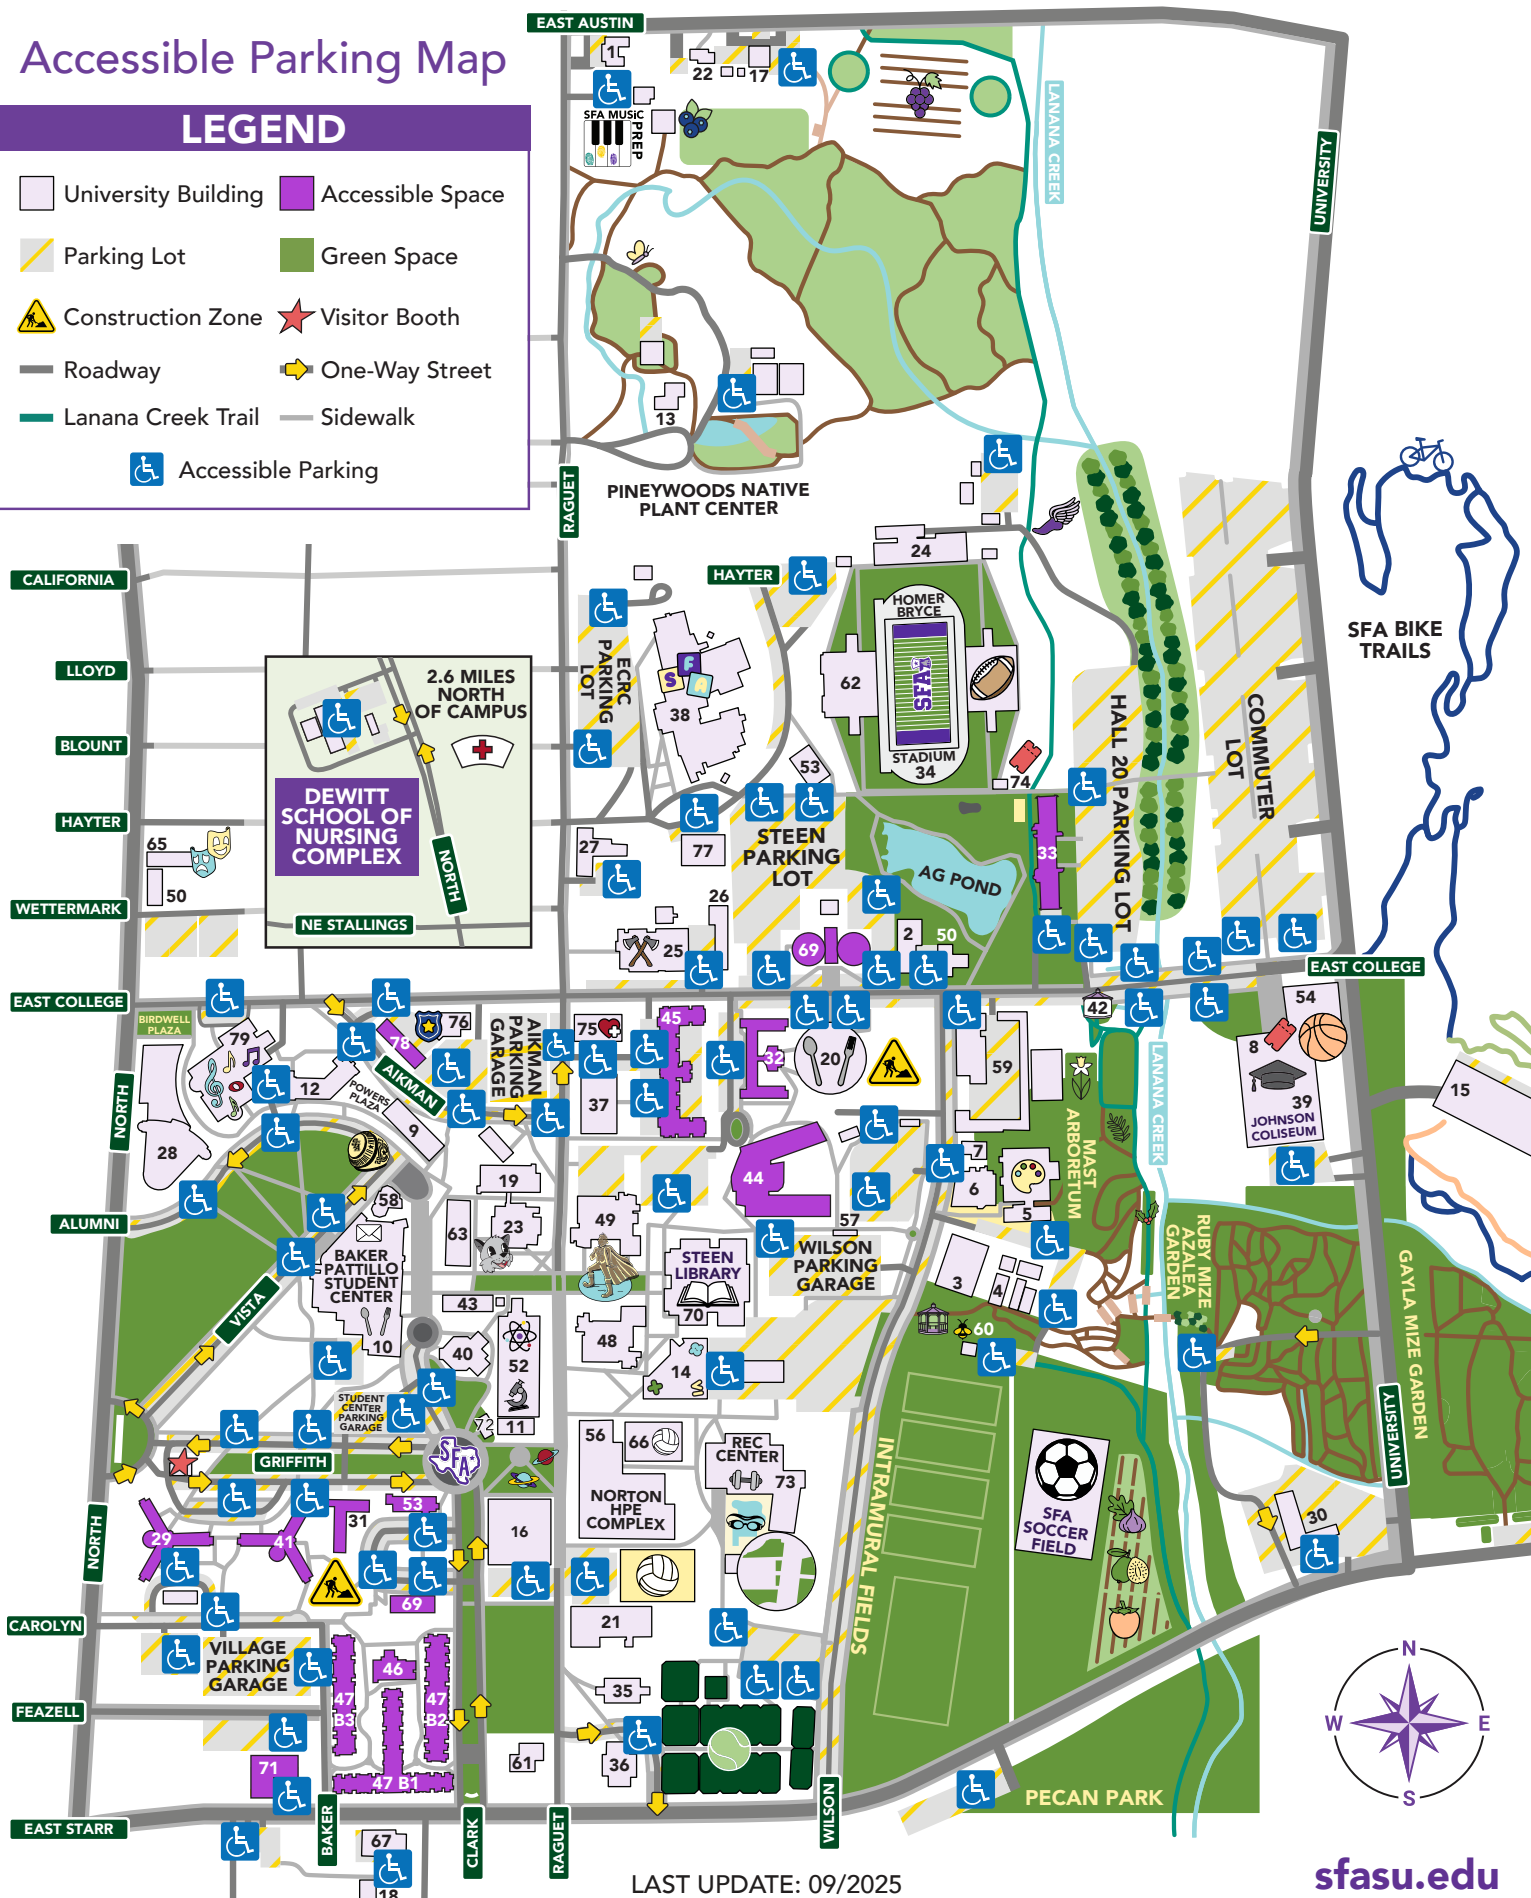 Accessible Parking Map
LEGEND
University Building
Accessible Space
Parking Lot
Green Space
Construction Zone
Visitor Booth
Roadway
One-Way Street
Lanana Creek Trail
Sidewalk
Accessible Parking
EAST AUSTIN
1
22
17
SFA MUSiC
PREP
LANANA CREEK
UNIVERSITY
13
RAGUET
PINEYWOODS NATIVE
PLANT CENTER
CALIFORNIA
LLOYD
BLOUNT
HAYTER
WETTERMARK
65
50
2.6 MILES
NORTH
OF CAMPUS
DEWITT
SCHOOL OF
NURSING
COMPLEX
NORTH
NE STALLINGS
HAYTER
24
ECRC
PARKING
LOT
F
S
A
38
HOMER
BRYCE
SFA
STADIUM
34
62
53
74
HALL 20 PARKING LOT
COMMUTER
LOT
SFA BIKE
TRAILS
27
77
STEEN
PARKING
LOT
AG POND
33
26
25
69
2
50
EAST COLLEGE
EAST COLLEGE
BIRDWELL
PLAZA
79
78
76
AIKMAN
PARKING
GARAGE
AIKMAN
12
POWERS
PLAZA
9
28
NORTH
75
45
37
32
20
59
42
LANANA CREEK
54
8
39
JOHNSON
COLISEUM
15
MAST
ARBORETUM
7
6
5
19
44
57
58
63
23
49
STEEN
LIBRARY
70
WILSON
PARKING
GARAGE
3
4
60
RUBY MIZE
AZALEA
GARDEN
GAYLA MIZE GARDEN
ALUMNI
VISTA
BAKER
PATTILLO
STUDENT
CENTER
10
43
40
52
48
14
STUDENT
CENTER
PARKING
GARAGE
72
11
GRIFFITH
SFA
56
66
REC
CENTER
73
NORTON
HPE
COMPLEX
INTRAMURAL FIELDS
SFA
SOCCER
FIELD
UNIVERSITY
30
53
31
29
41
16
NORTH
69
CAROLYN
VILLAGE
PARKING
GARAGE
21
47
B3
46
47
B2
35
FEAZELL
71
47 B1
61
36
PECAN PARK
EAST STARR
BAKER
CLARK
RAGUET
WILSON
67
18
N
W
E
S
LAST UPDATE: 09/2025
sfasu.edu